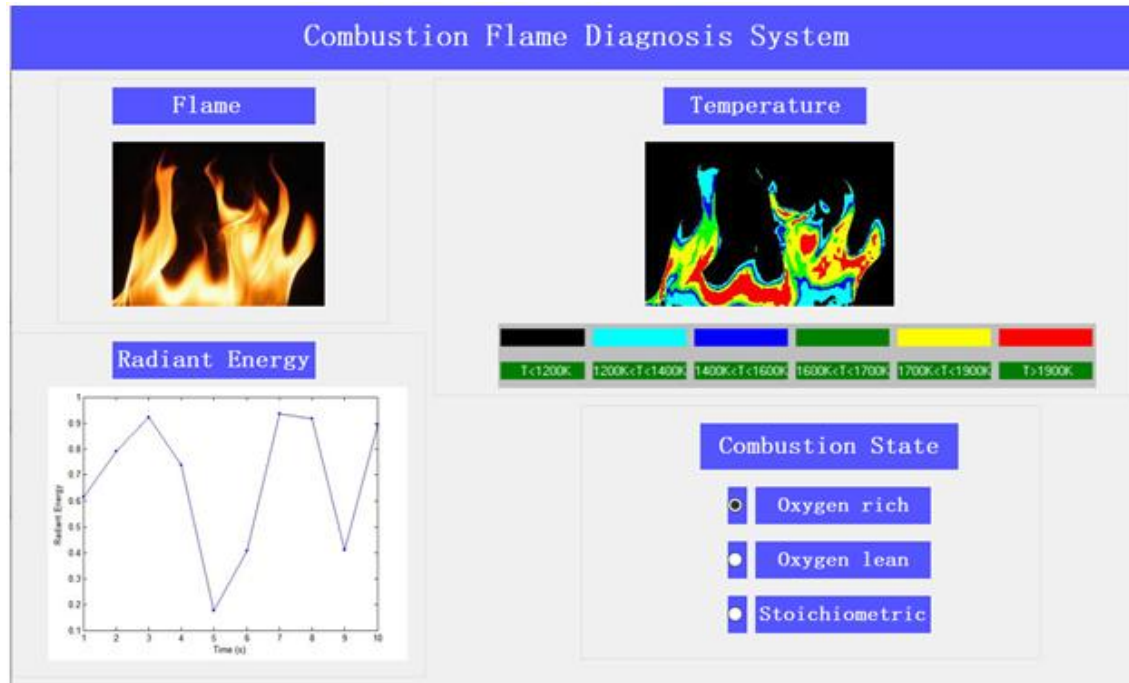 Combustion Flame Diagnosis System
Flame
Temperature
T<1200K 1200K<T<1400K 1400K<T<1600K 1600K<T<1700K 1700K<T<1900K T>1900K
Radiant Energy
1
0.9
0.8
0.7
0.6
0.5
0.4
0.3
0.2
0.1
Radiant Energy
1 2 3 4 5 6 7 8 9 10
Time (s)
Combustion State
Oxygen rich
Oxygen lean
Stoichiometric